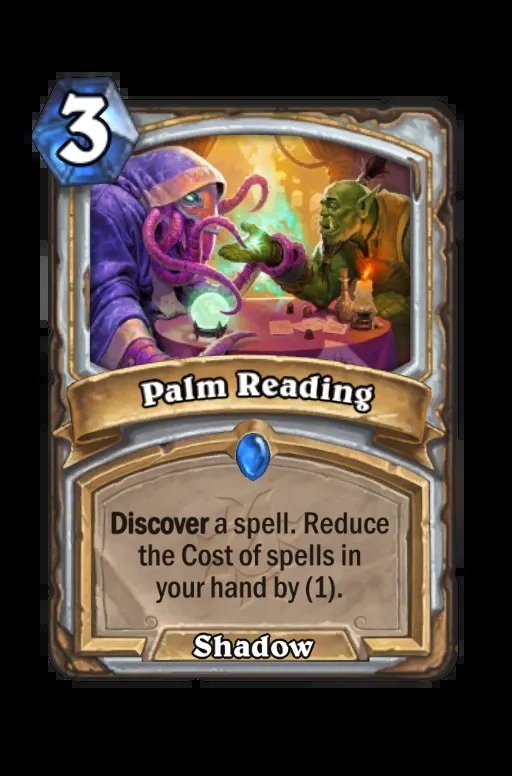 3
Palm Reading
Discover a spell. Reduce
the Cost of spells in
your hand by (1).
Shadow